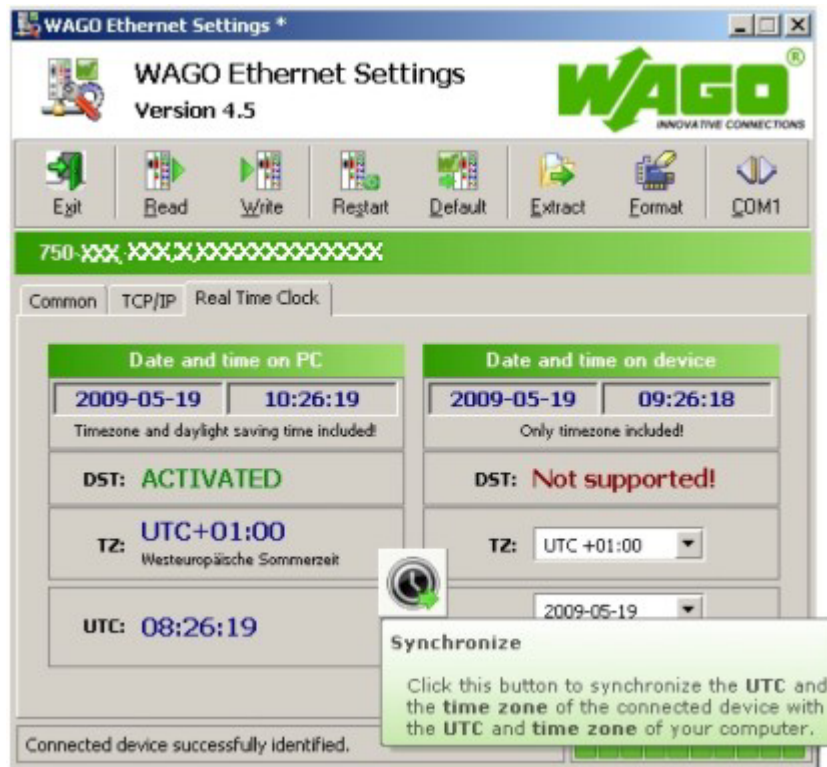 WAGO Ethernet Settings *
WAGO Ethernet Settings
Version 4.5
WAGO ®
INNOVATIVE CONNECTIONS
Exit Read Write Restart Default Extract Format COM1
750-XXX-XXX,X,XXXXXXXXXXXXXXX
Common TCP/IP Real Time Clock
Date and time on PC
2009-05-19 10:26:19
Timezone and daylight saving time included!
DST: ACTIVATED
TZ: UTC+01:00
Westeuropäische Sommerzeit
UTC: 08:26:19
Date and time on device
2009-05-19 09:26:18
Only timezone included!
DST: Not supported!
TZ: UTC +01:00
2009-05-19
Synchronize
Click this button to synchronize the UTC and
the time zone of the connected device with
the UTC and time zone of your computer.
Connected device successfully identified.